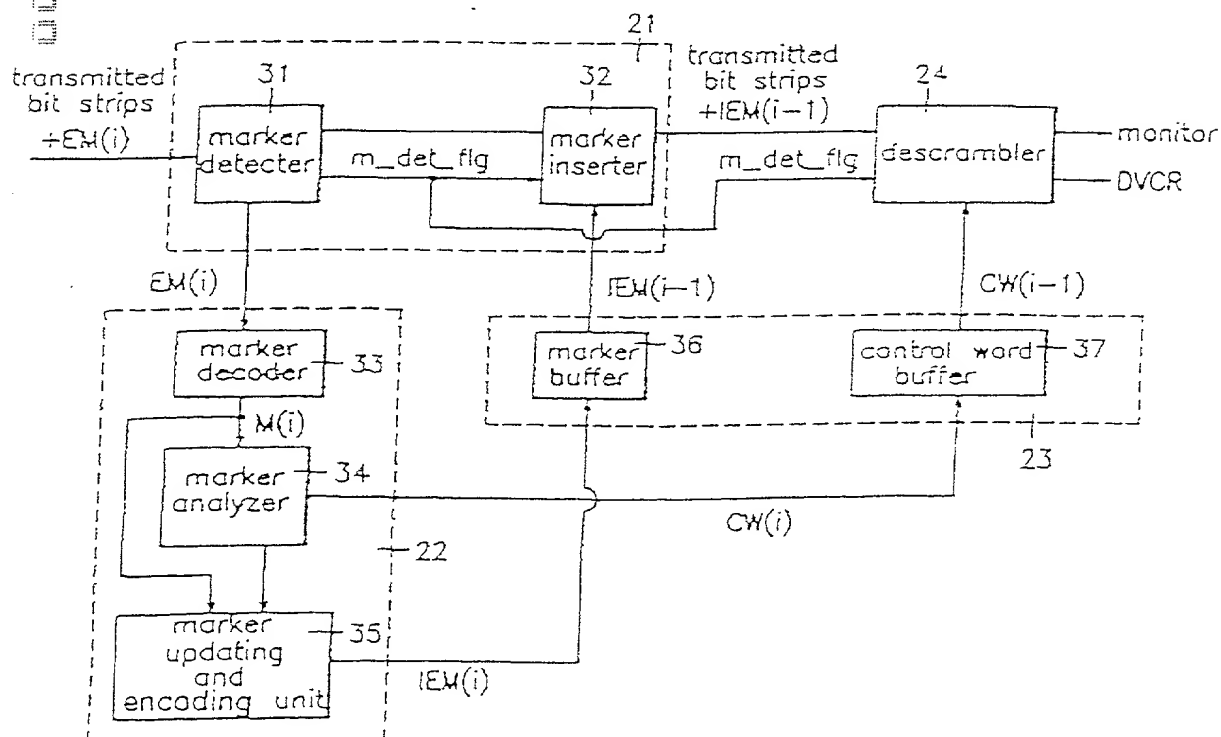 21
transmitted
bit strips
+EM(i)
31
marker
detecter
m_det_flg
32
marker
inserter
transmitted
bit strips
+IEM(i-1)
m_det_flg
24
descrambler
monitor
DVCR
EM(i)
IEM(i-1)
CW(i-1)
marker
decoder
33
marker
buffer
36
control word
buffer
37
23
M(i)
marker
analyzer
34
CW(i)
22
marker
updating
and
encoding unit
35
IEM(i)